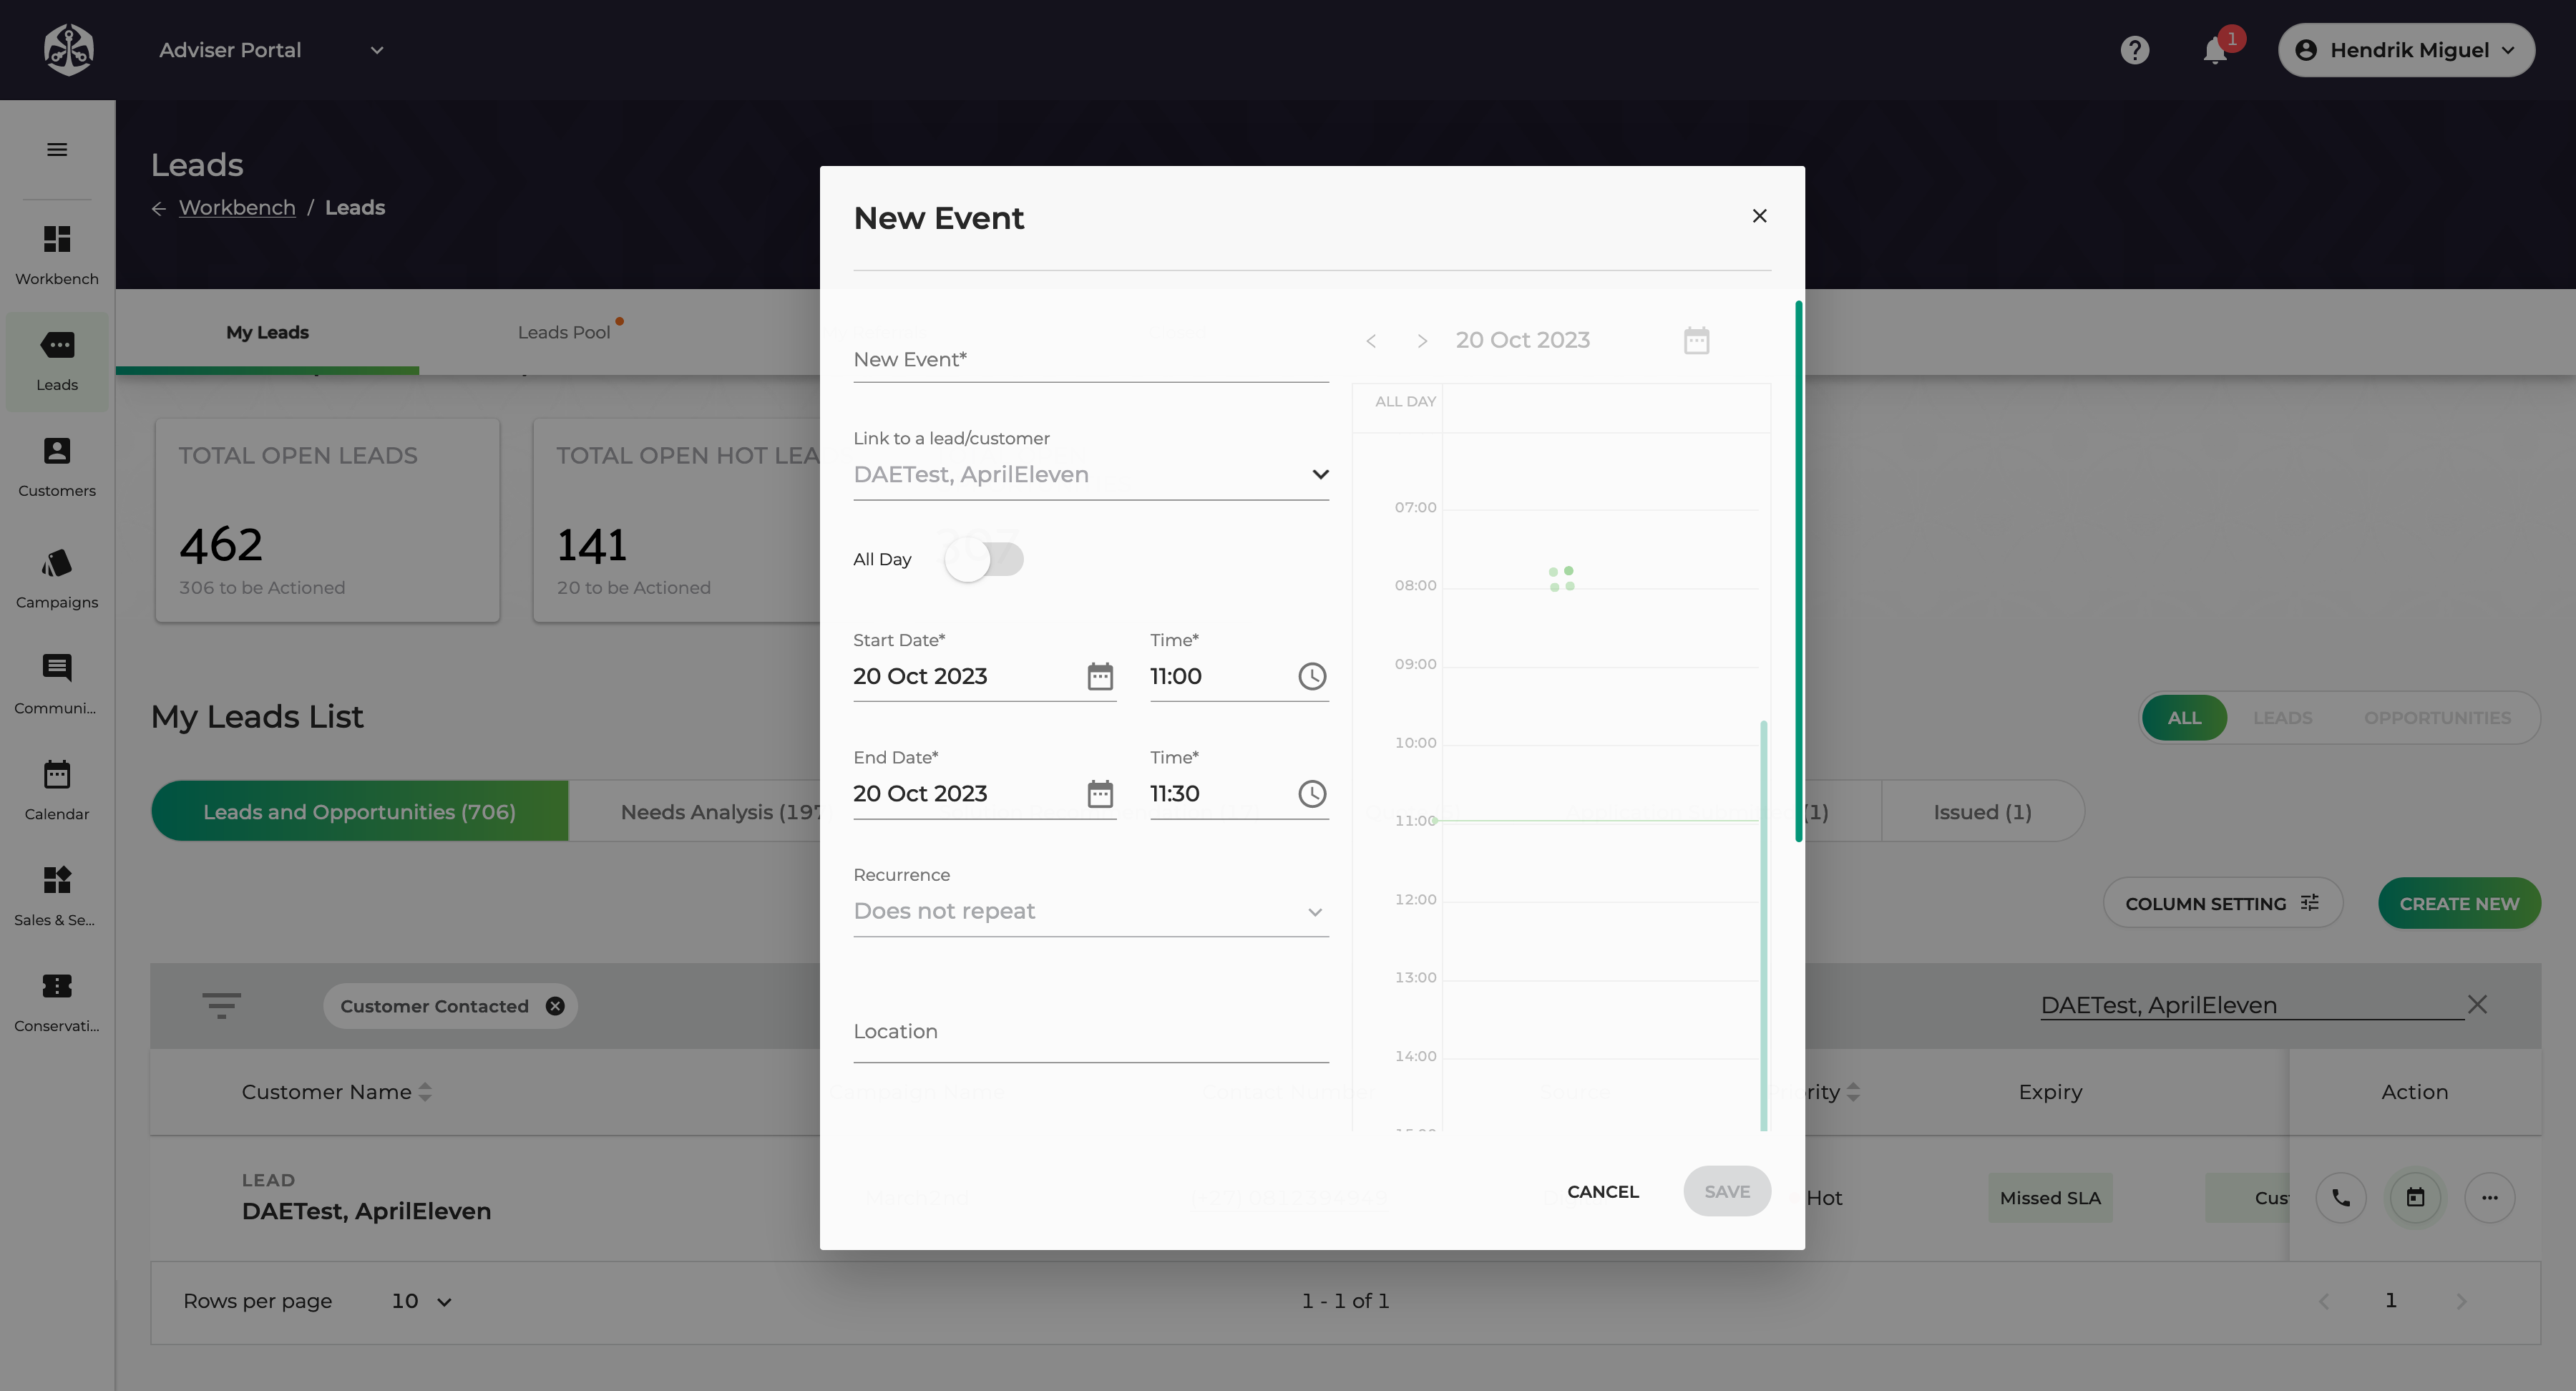 Adviser Portal
1
Hendrik Miguel
Leads
Workbench / Leads
Workbench
Leads
Customers
Campaigns
Communi...
Calendar
Sales & Se...
Conservati...
My Leads
Leads Pool
TOTAL OPEN LEADS
462
306 to be Actioned
TOTAL OPEN HOT LEA
141
20 to be Actioned
My Leads List
ALL
LEADS
OPPORTUNITIES
Leads and Opportunities (706)
Needs Analysis (197
(1)
Issued (1)
COLUMN SETTING
CREATE NEW
Customer Contacted
DAETest, AprilEleven
Customer Name
Expiry
Action
LEAD
DAETest, AprilEleven
Hot
Missed SLA
Rows per page
10
1 - 1 of 1
1
New Event
New Event*
Link to a lead/customer
DAETest, AprilEleven
All Day
Start Date*
20 Oct 2023
Time*
11:00
End Date*
20 Oct 2023
Time*
11:30
Recurrence
Does not repeat
Location
20 Oct 2023
ALL DAY
07:00
08:00
09:00
10:00
11:00
12:00
13:00
14:00
CANCEL
SAVE